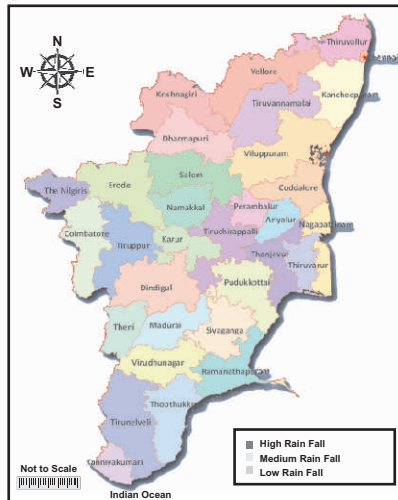 N
W E
S
Thiruvallur
Chennai
Vellore
Kancheepuram
Krishnagiri
Tiruvannamalai
Dharmapuri
Viluppuram
Salem
Erode
The Nilgiris
Cuddalore
Namakkal
Perambalur
Ariyalur
Nagapattinam
Coimbatore
Tiruppur
Karur
Tiruchirappalli
Thanjavur
Thiruvarur
Dindigul
Pudukkottai
Theni
Madurai
Sivaganga
Virudhunagar
Ramanathapuram
Thoothukkudi
Tirunelveli
Kanniyakumari
High Rain Fall
Medium Rain Fall
Low Rain Fall
Not to Scale
Indian Ocean